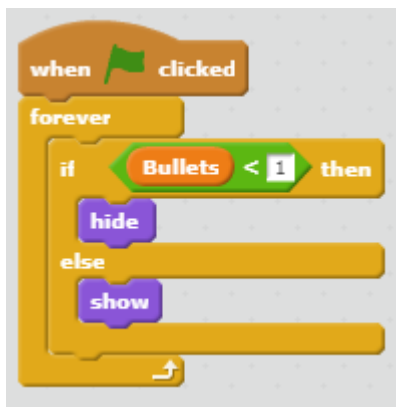 when clicked
forever
if Bullets < 1 then
hide
else
show